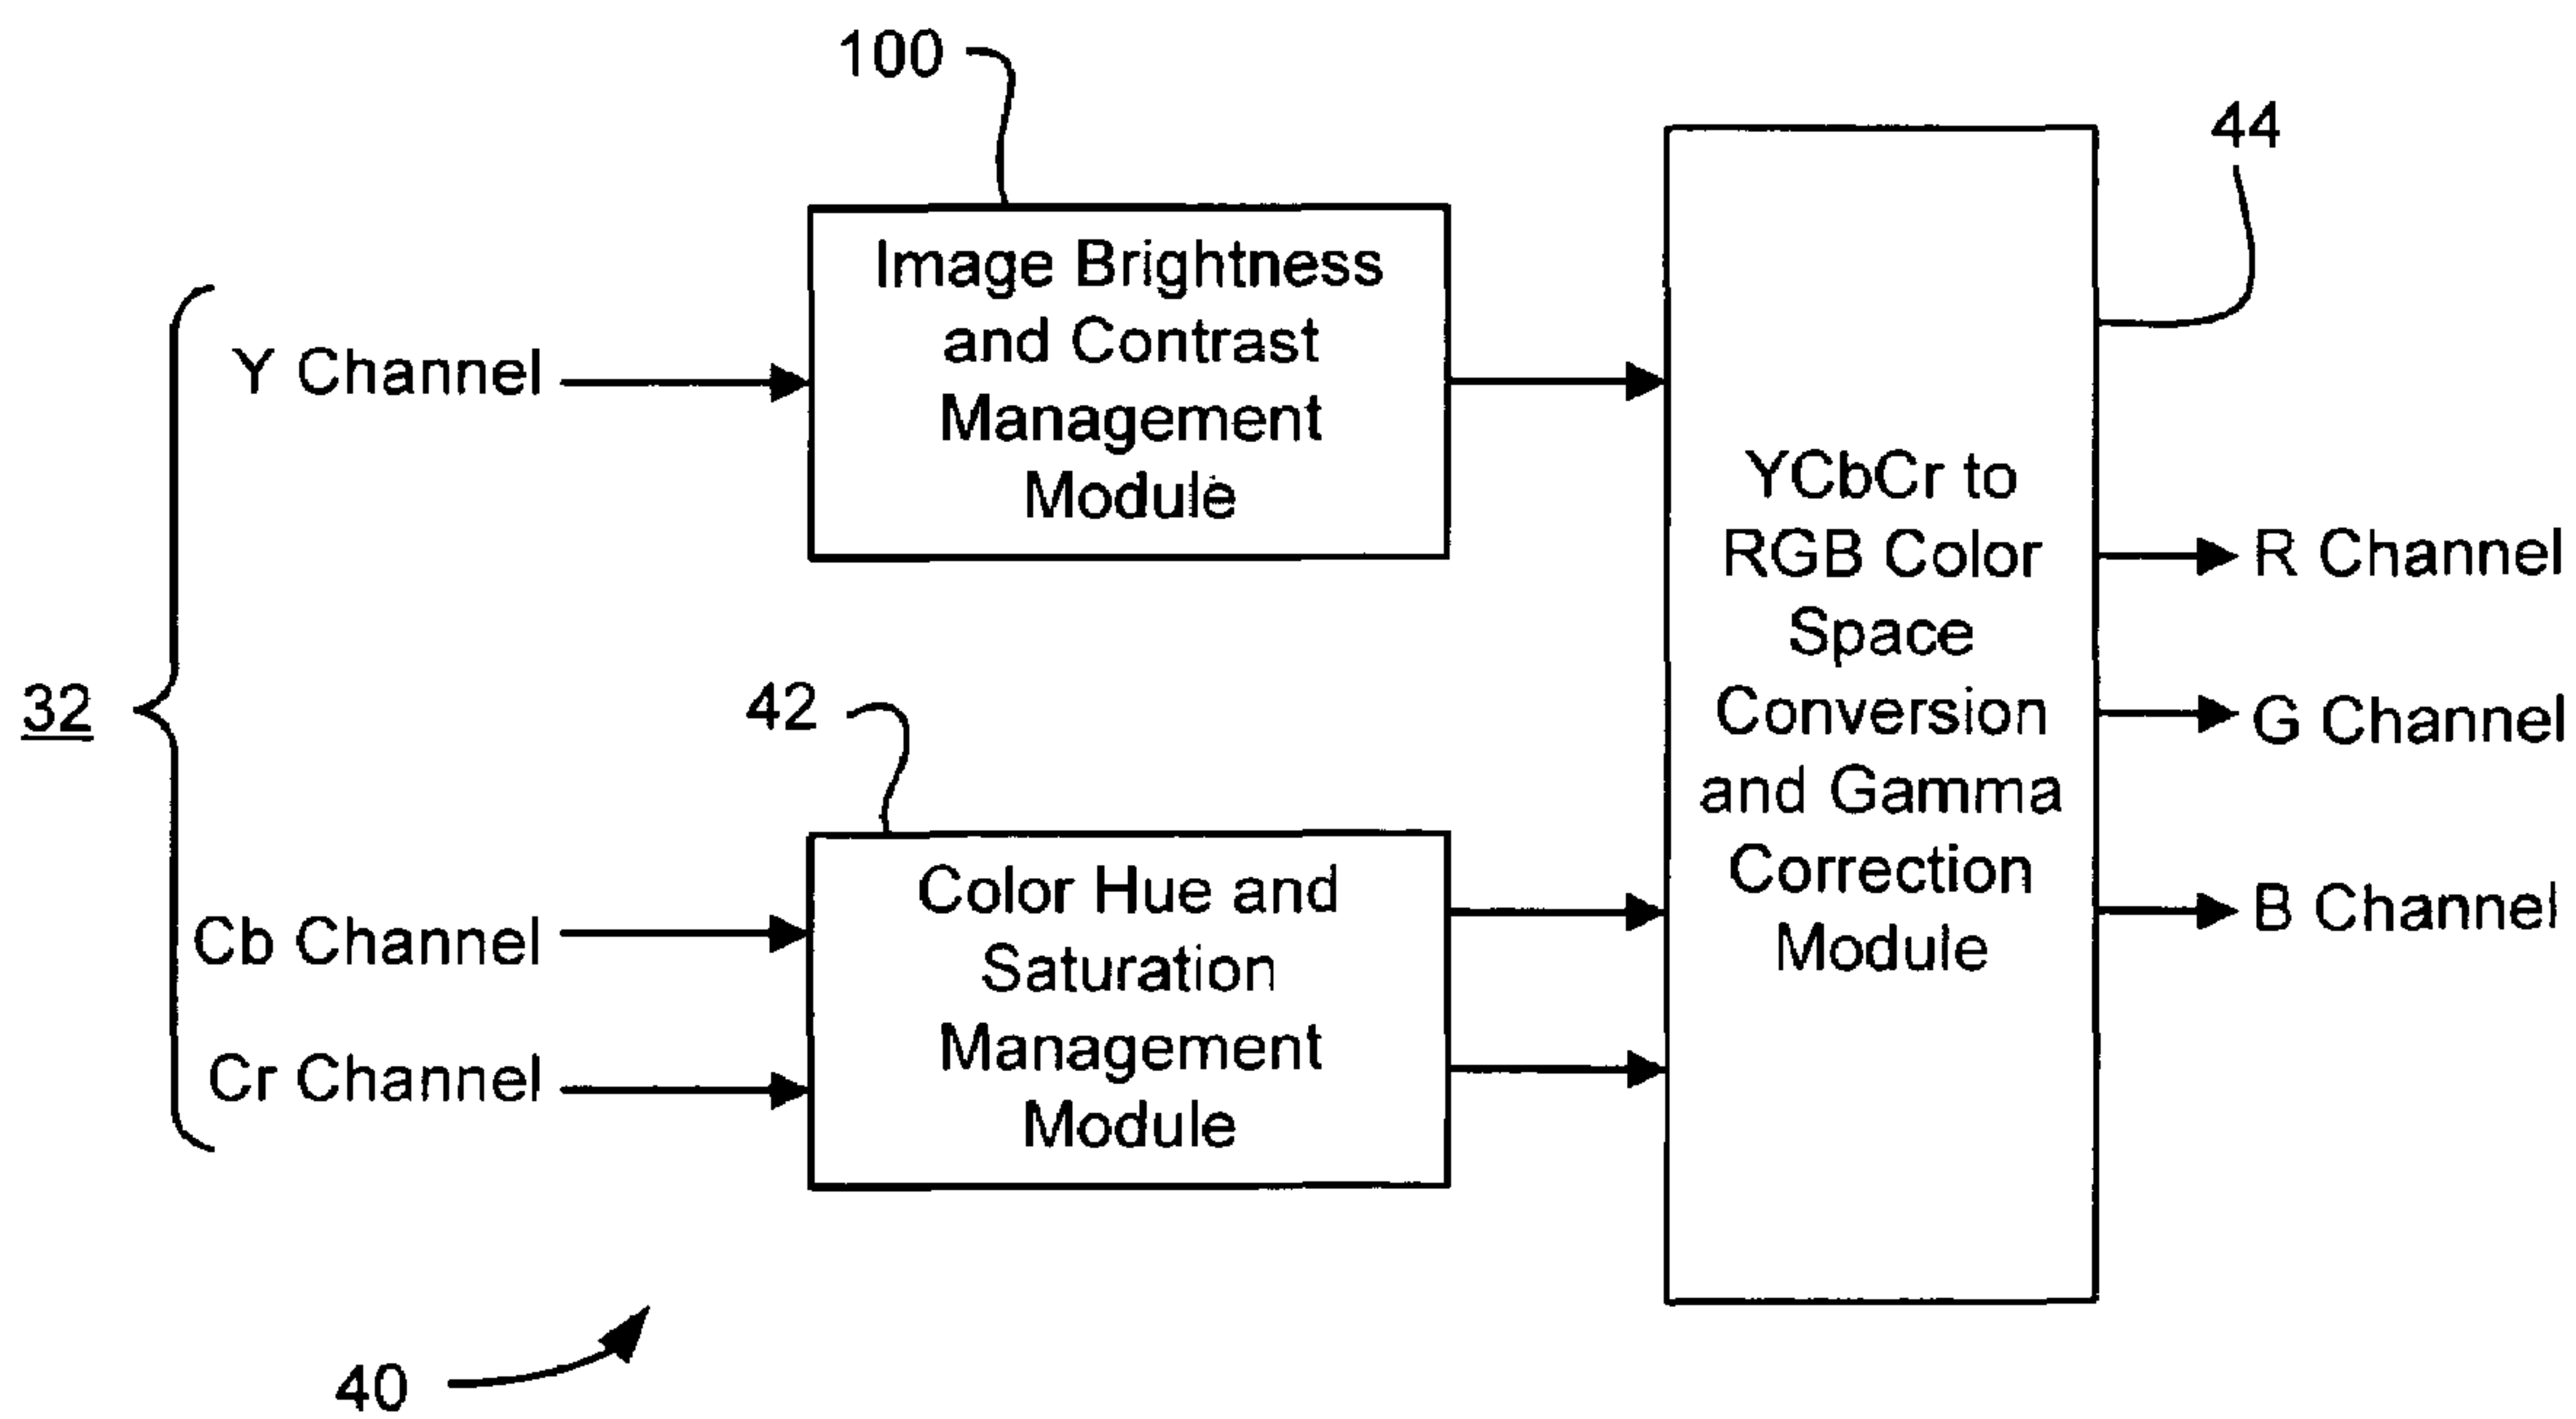 100
Image Brightness
and Contrast
Management
Module
44
Y Channel
YCbCr to
RGB Color
Space
Conversion
and Gamma
Correction
Module
R Channel
G Channel
B Channel
32
42
Cb Channel
Cr Channel
Color Hue and
Saturation
Management
Module
40